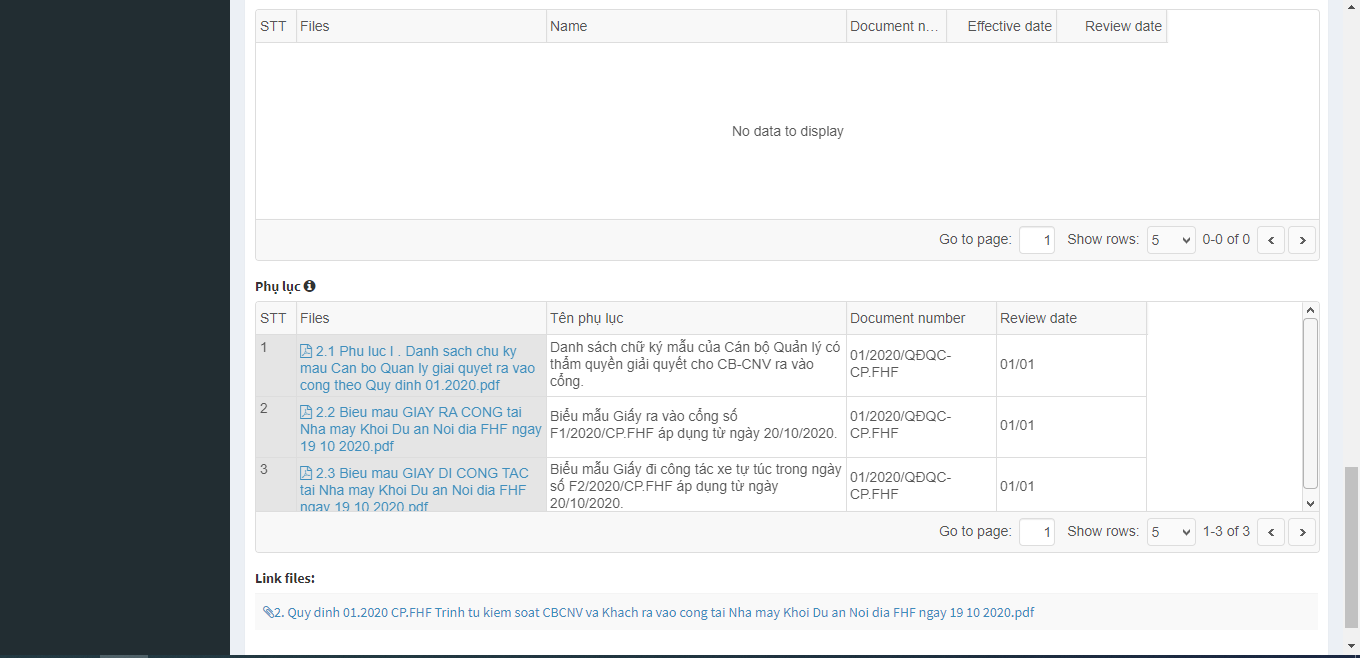 STT Files Name Document n... Effective date Review date
No data to display
Go to page: 1 Show rows: 5 0-0 of 0
Phụ lục
STT Files Tên phụ lục Document number Review date
1
2.1 Phu luc I . Danh sach chu ky
mau Can bo Quan ly giai quyet ra vao
cong theo Quy dinh 01.2020.pdf
Danh sách chữ ký mẫu của Cán bộ Quản lý có
thẩm quyền giải quyết cho CB-CNV ra vào
cổng.
01/2020/QĐQC-
CP.FHF
01/01
2
2.2 Bieu mau GIAY RA CONG tai
Nha may Khoi Du an Noi dia FHF ngay
19 10 2020.pdf
Biểu mẫu Giấy ra vào cổng số
F1/2020/CP.FHF áp dụng từ ngày 20/10/2020.
01/2020/QĐQC-
CP.FHF
01/01
3
2.3 Bieu mau GIAY DI CONG TAC
tai Nha may Khoi Du an Noi dia FHF
ngay 19 10 2020.pdf
Biểu mẫu Giấy đi công tác xe tự túc trong ngày
số F2/2020/CP.FHF áp dụng từ ngày
20/10/2020.
01/2020/QĐQC-
CP.FHF
01/01
Go to page: 1 Show rows: 5 1-3 of 3
Link files:
2. Quy dinh 01.2020 CP.FHF Trinh tu kiem soat CBCNV va Khach ra vao cong tai Nha may Khoi Du an Noi dia FHF ngay 19 10 2020.pdf